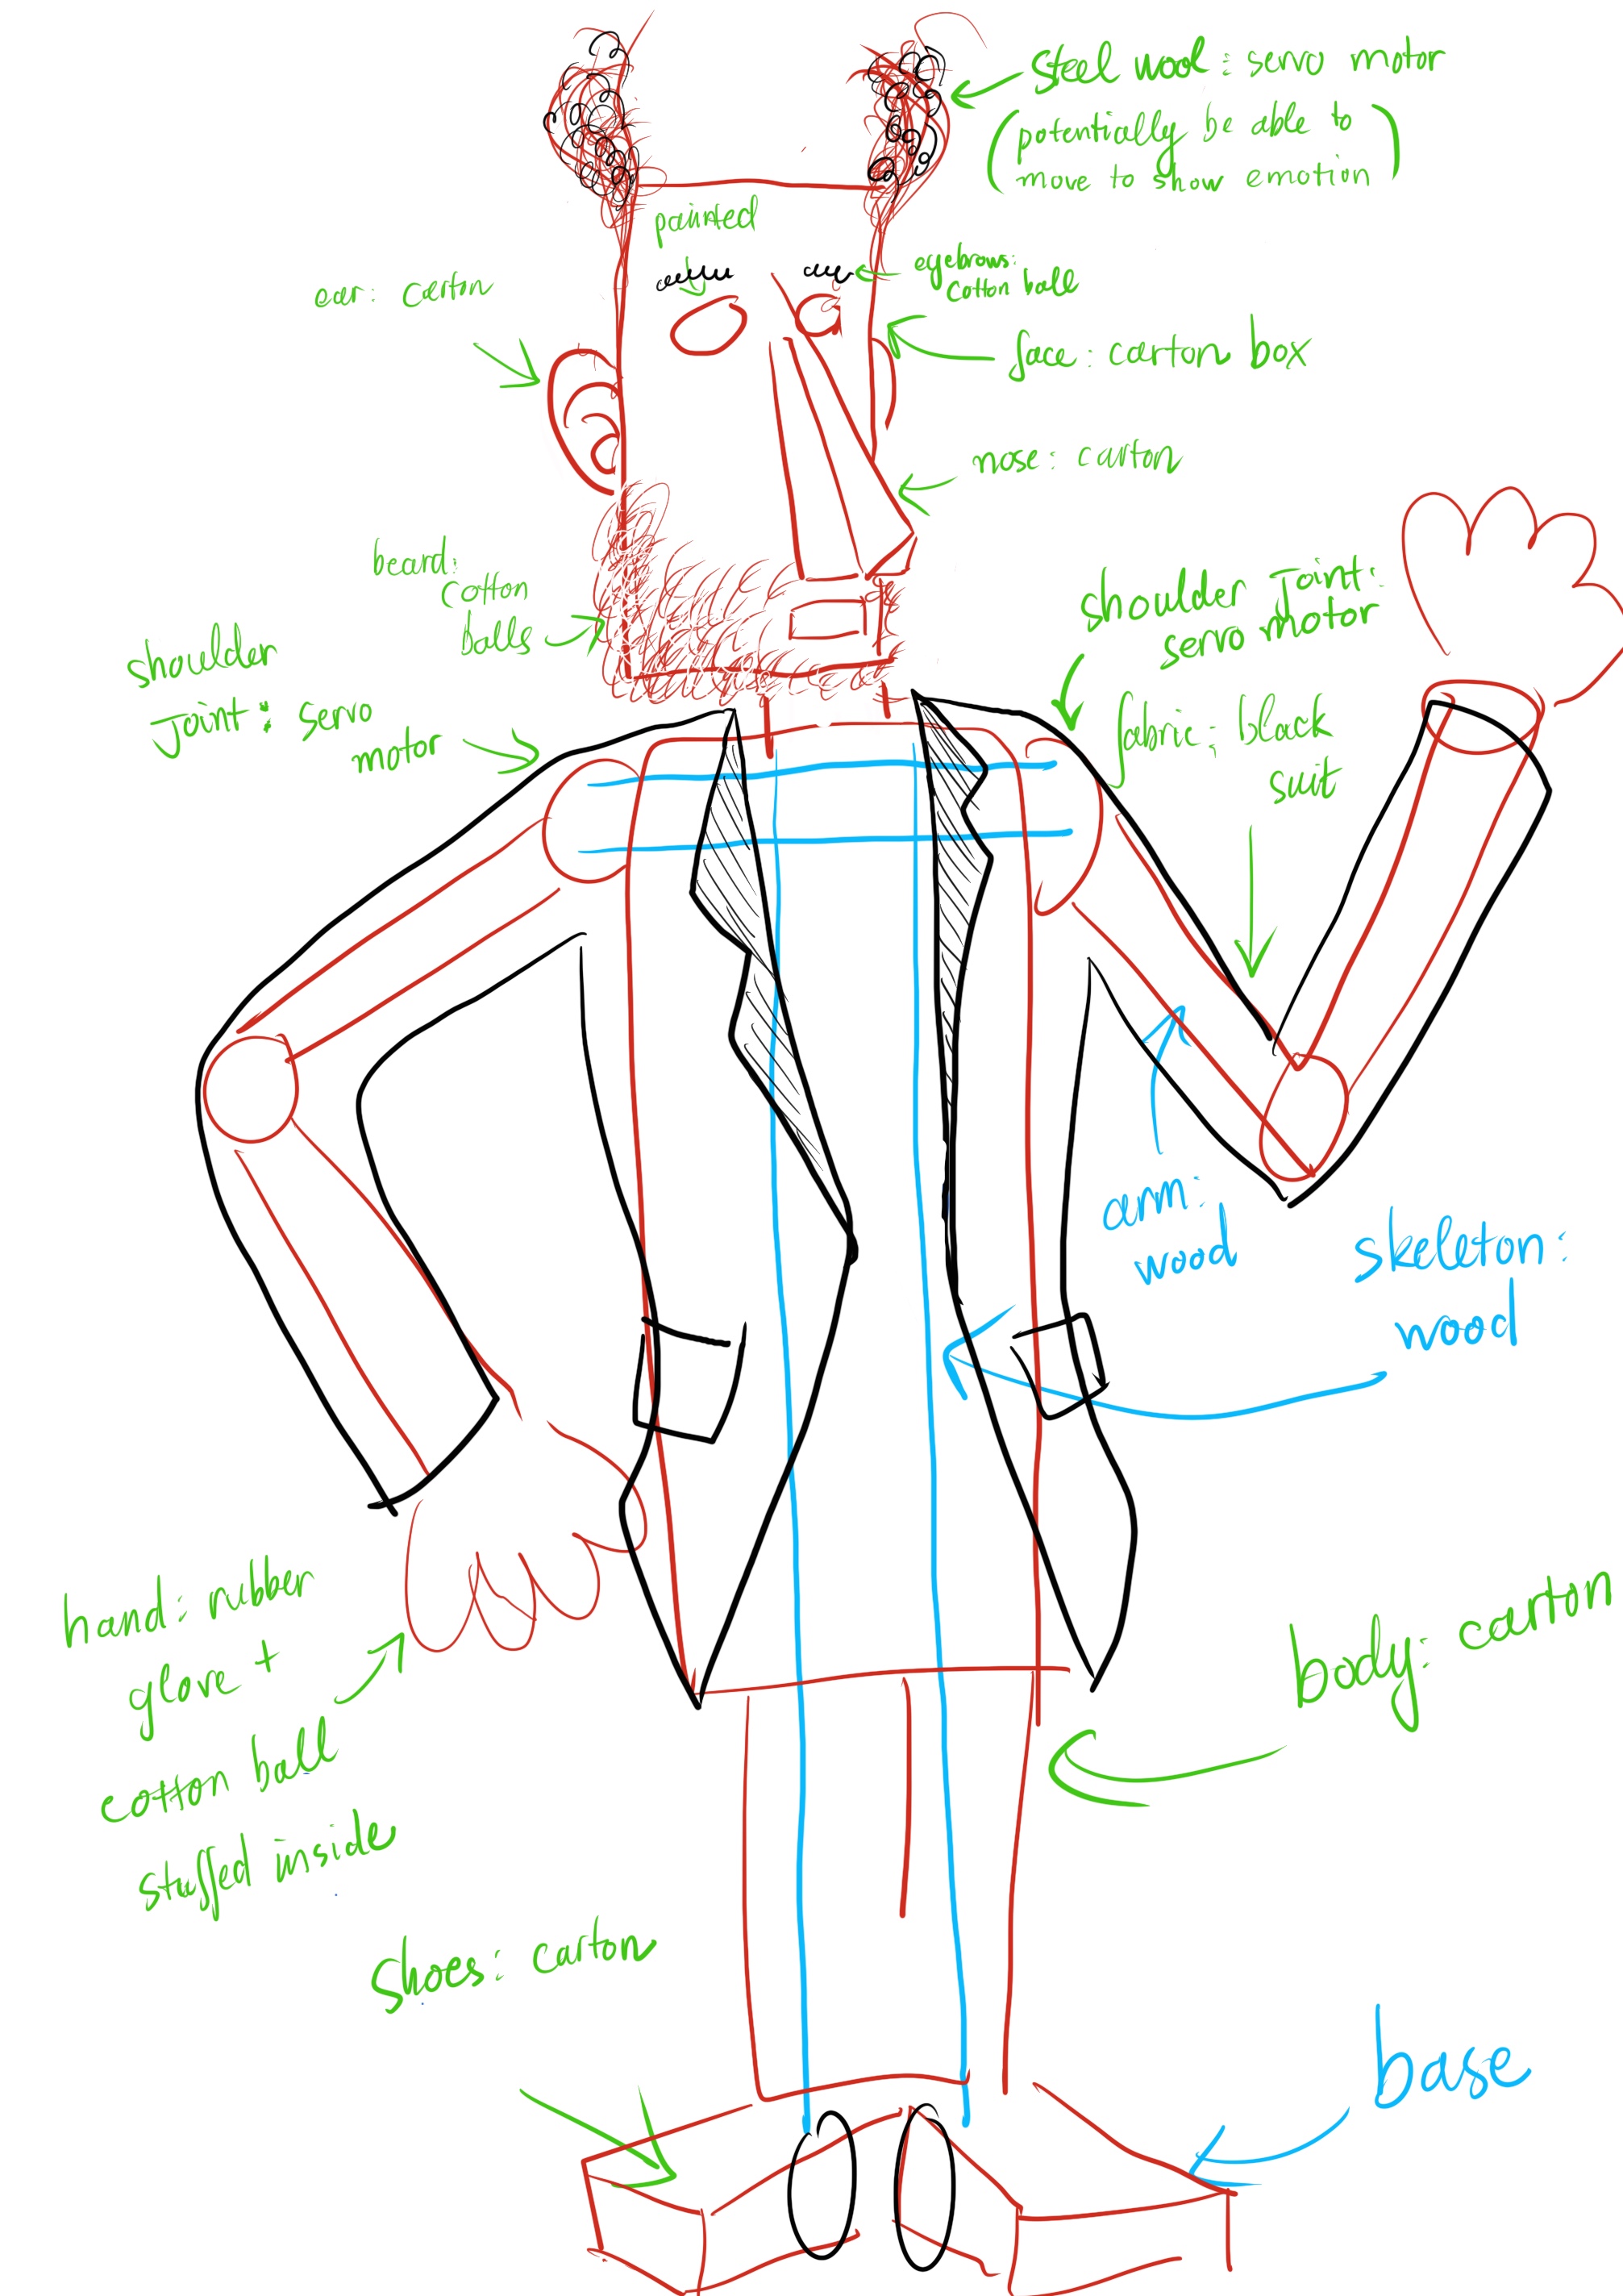 steel wool : servo motor
(potentially be able to
move to show emotion)
painted
eyebrows:
cotton ball
ear: carton
face: carton box
nose: carton
beard:
cotton
balls
shoulder Joint:
servo motor
shoulder
Joint: servo
motor
fabric: black
suit
arm:
wood
skeleton:
wood
hand: rubber
glove +
cotton ball
stuffed inside
body: carton
Shoes: carton
base